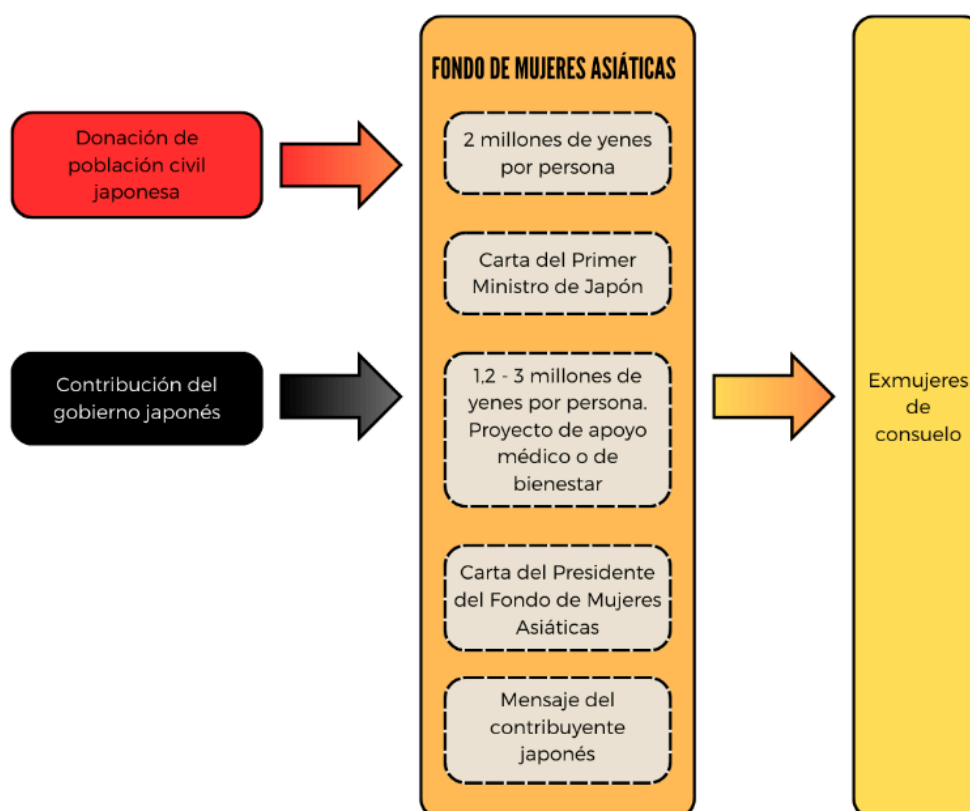 FONDO DE MUJERES ASIÁTICAS
Donación de
población civil
japonesa
2 millones de yenes
por persona
Carta del Primer
Ministro de Japón
Contribución del
gobierno japonés
1,2 - 3 millones de
yenes por persona.
Proyecto de apoyo
médico o de
bienestar
Carta del Presidente
del Fondo de Mujeres
Asiáticas
Mensaje del
contribuyente
japonés
Exmujeres
de
consuelo